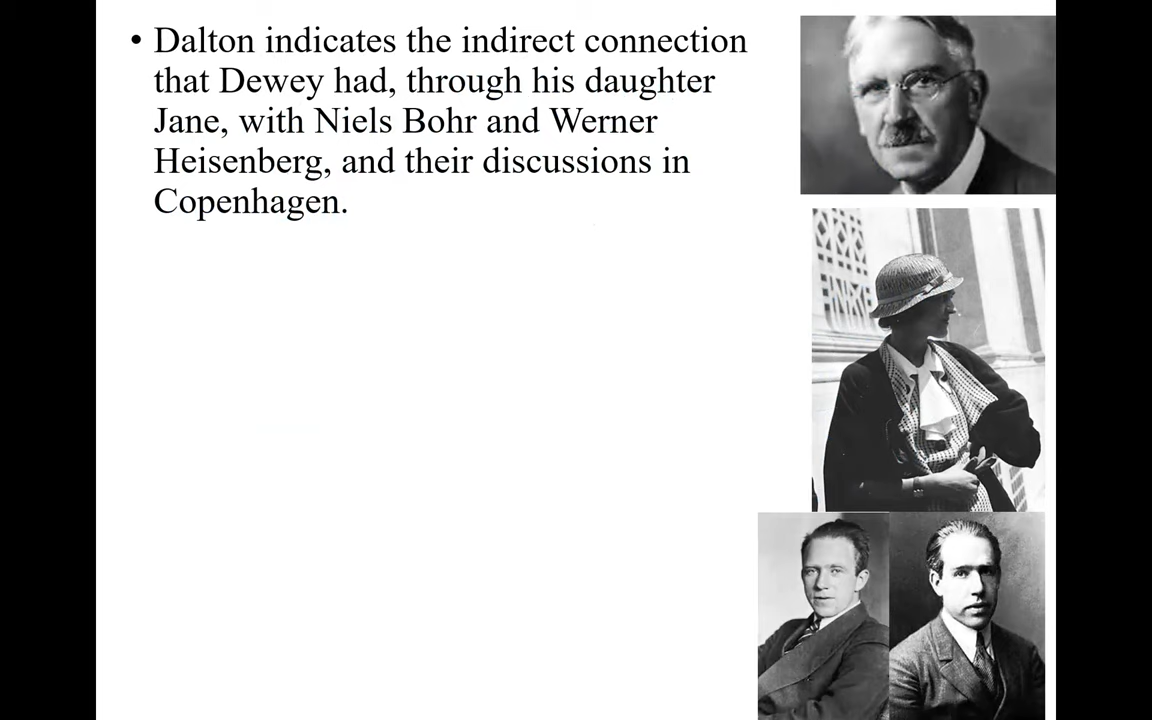 • Dalton indicates the indirect connection
that Dewey had, through his daughter
Jane, with Niels Bohr and Werner
Heisenberg, and their discussions in
Copenhagen.